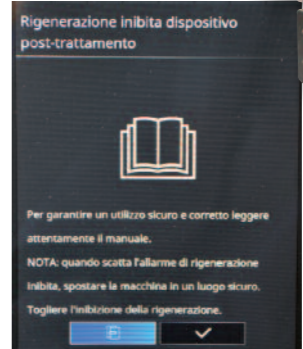 Rigenerazione inibita dispositivo
post-trattamento
Per garantire un utilizzo sicuro e corretto leggere
attentamente il manuale.
NOTA: quando scatta l'allarme di rigenerazione
inibita, spostare la macchina in un luogo sicuro.
Togliere l'inibizione della rigenerazione.